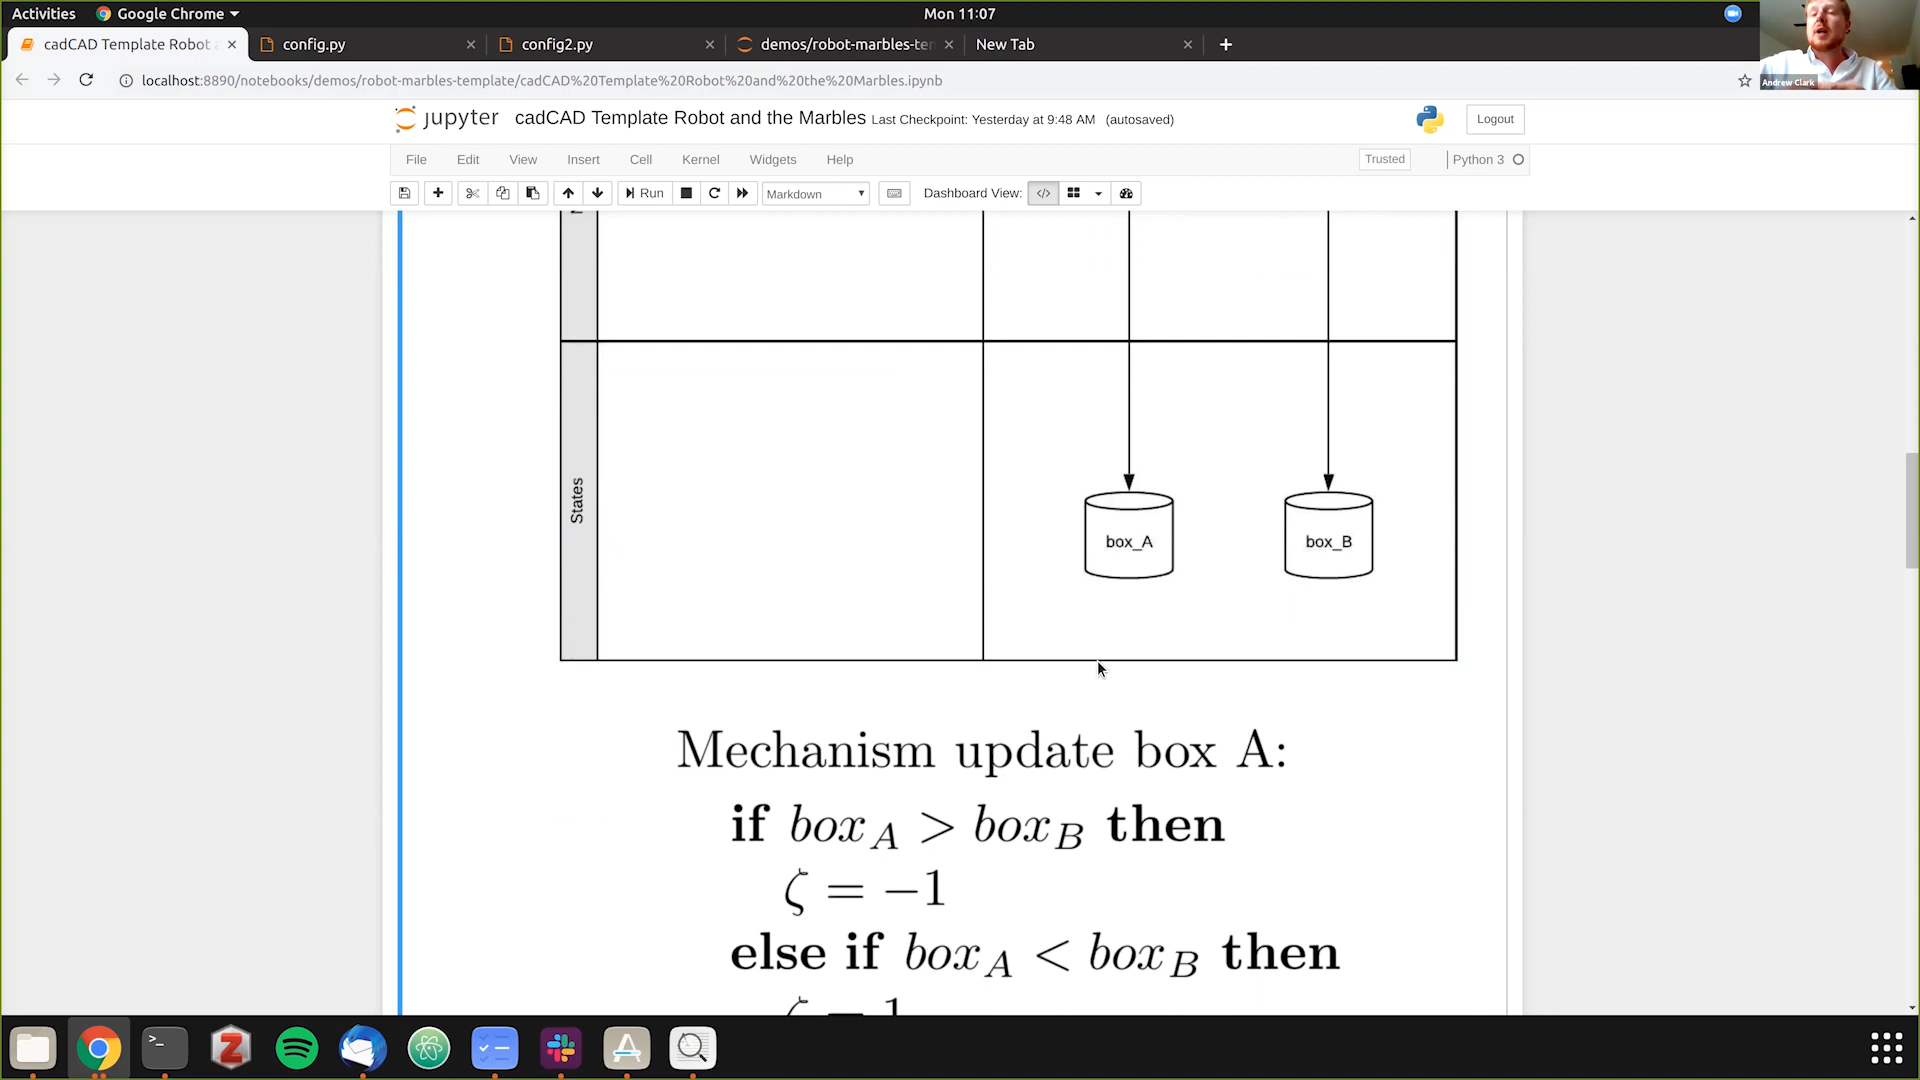 Activities
Google Chrome
Mon 11:07
cadCAD Template Robot
config.py
config2.py
demos/robot-marbles-ter
New Tab
localhost:8890/notebooks/demos/robot-marbles-template/cadCAD%20Template%20Robot%20and%20the%20Marbles.ipynb
Andrew Clark
jupyter
cadCAD Template Robot and the Marbles Last Checkpoint: Yesterday at 9:48 AM (autosaved)
Logout
File Edit View Insert Cell Kernel Widgets Help
Trusted
Python 3
Run
Markdown
Dashboard View:
States
box_A
box_B
Mechanism update box A:
if box_A > box_B then
ζ = −1
else if box_A < box_B then
ζ = 1